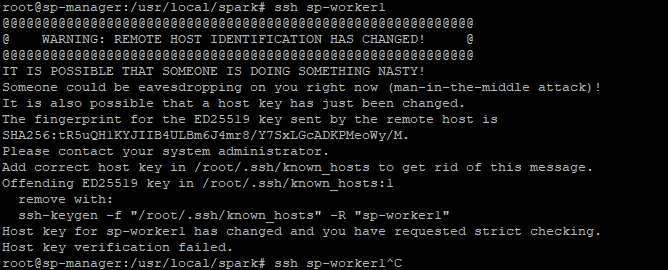 root@sp-manager:/usr/local/spark# ssh sp-worker1
@@@@@@@@@@@@@@@@@@@@@@@@@@@@@@@@@@@@@@@@@@@@@@@@@@@@@@@@@@@
@    WARNING: REMOTE HOST IDENTIFICATION HAS CHANGED!     @
@@@@@@@@@@@@@@@@@@@@@@@@@@@@@@@@@@@@@@@@@@@@@@@@@@@@@@@@@@@
IT IS POSSIBLE THAT SOMEONE IS DOING SOMETHING NASTY!
Someone could be eavesdropping on you right now (man-in-the-middle attack)!
It is also possible that a host key has just been changed.
The fingerprint for the ED25519 key sent by the remote host is
SHA256:tR5uQH1KYJIIB4ULBm6J4mr8/Y7SxLGcADKPMeoWy/M.
Please contact your system administrator.
Add correct host key in /root/.ssh/known_hosts to get rid of this message.
Offending ED25519 key in /root/.ssh/known_hosts:1
  remove with:
  ssh-keygen -f "/root/.ssh/known_hosts" -R "sp-worker1"
Host key for sp-worker1 has changed and you have requested strict checking.
Host key verification failed.
root@sp-manager:/usr/local/spark# ssh sp-worker1^C